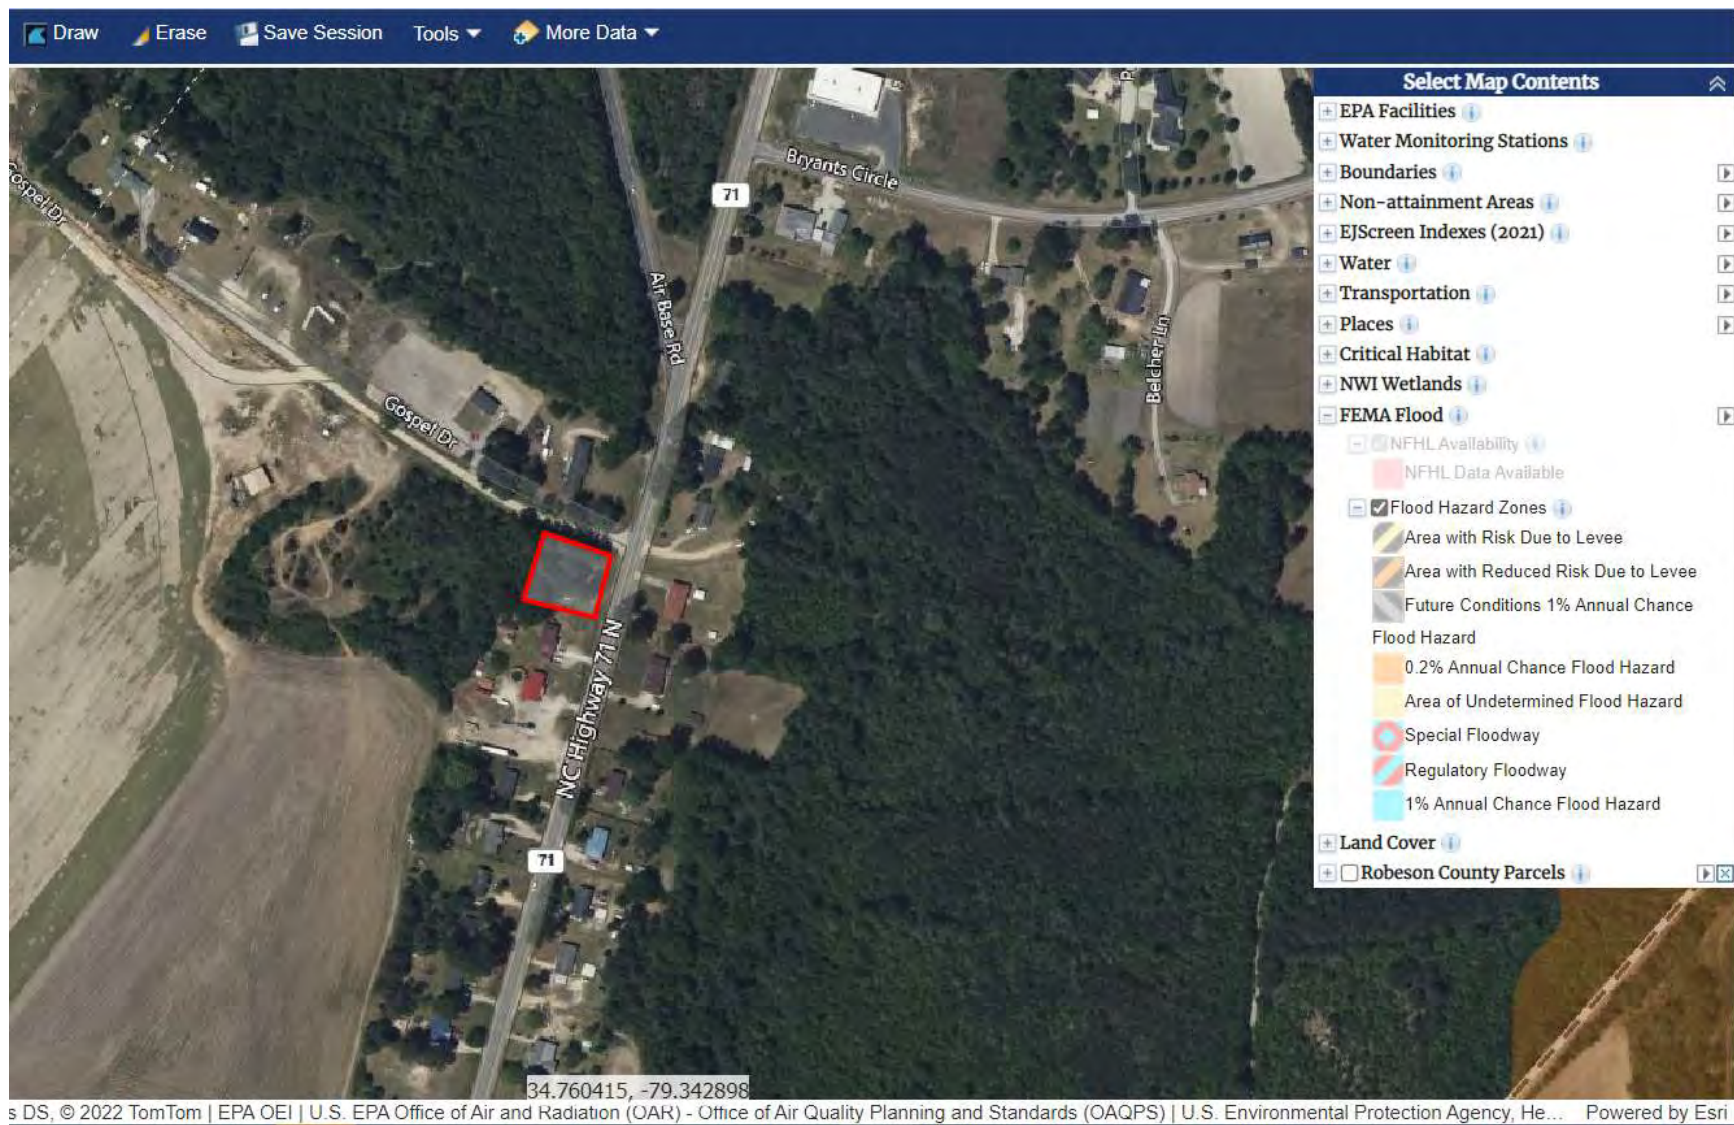 Draw Erase Save Session Tools More Data
Select Map Contents
EPA Facilities
Water Monitoring Stations
Boundaries
Non-attainment Areas
EJScreen Indexes (2021)
Water
Transportation
Places
Critical Habitat
NWI Wetlands
FEMA Flood
NFHL Availability
NFHL Data Available
Flood Hazard Zones
Area with Risk Due to Levee
Area with Reduced Risk Due to Levee
Future Conditions 1% Annual Chance
Flood Hazard
0.2% Annual Chance Flood Hazard
Area of Undetermined Flood Hazard
Special Floodway
Regulatory Floodway
1% Annual Chance Flood Hazard
Land Cover
Robeson County Parcels
Bryants Circle
71
Gospel Dr
Air Base Rd
Belcher Ln
Gospel Dr
NC Highway 71 N
71
34.760415, -79.342898
s DS, © 2022 TomTom | EPA OEI | U.S. EPA Office of Air and Radiation (OAR) - Office of Air Quality Planning and Standards (OAQPS) | U.S. Environmental Protection Agency, He... Powered by Esri